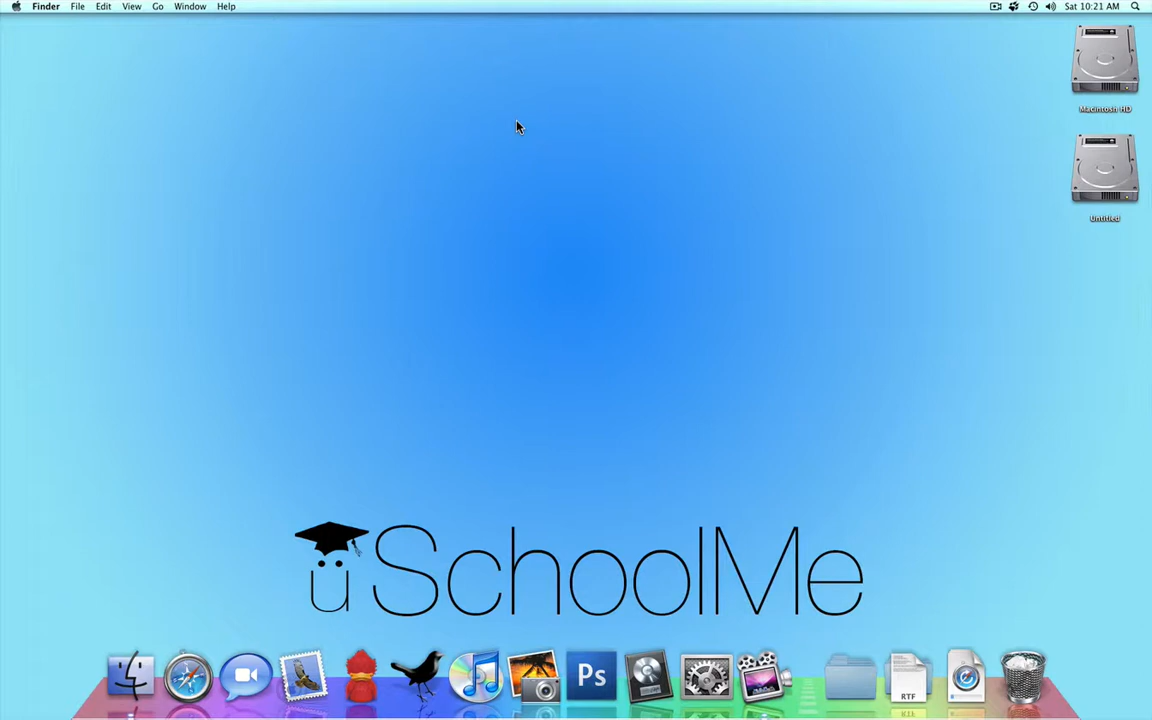 Finder File Edit View Go Window Help Sat 10:21 AM
Macintosh HD
Untitled
üSchoolMe
Ps
RTF